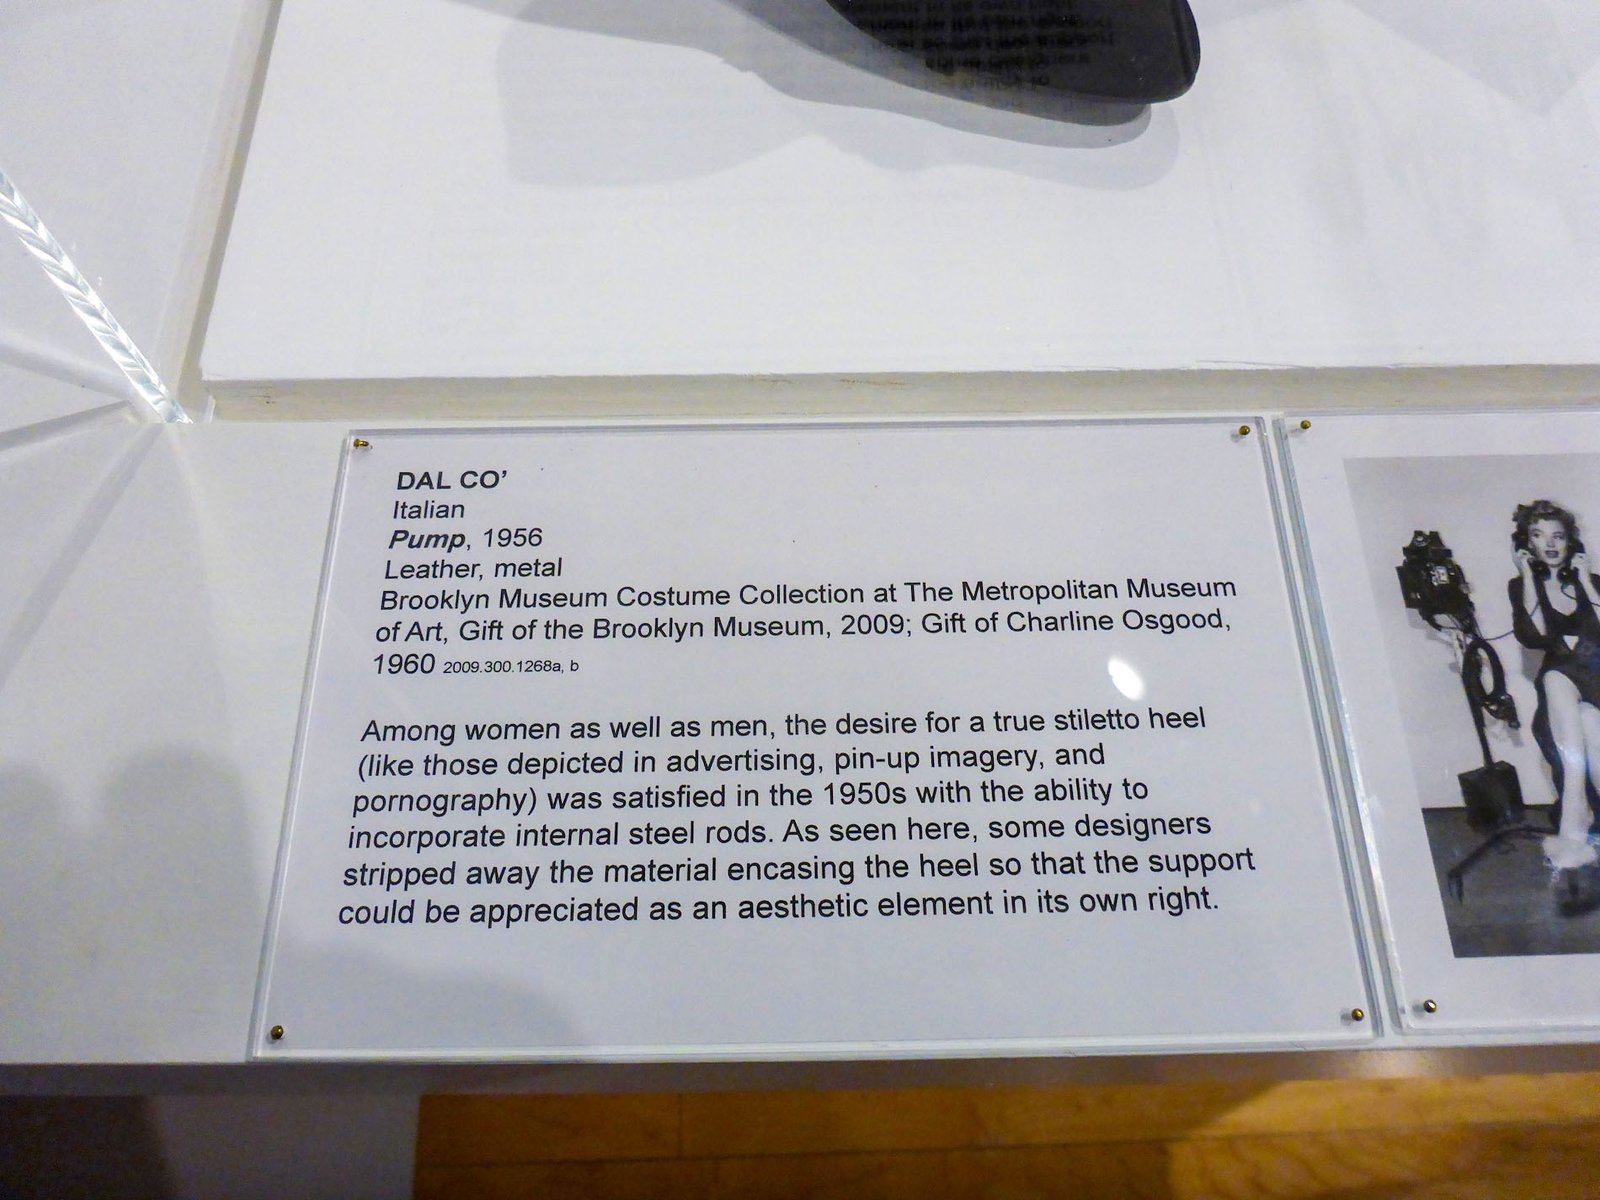 DAL CO’
Italian
Pump, 1956
Leather, metal
Brooklyn Museum Costume Collection at The Metropolitan Museum
of Art, Gift of the Brooklyn Museum, 2009; Gift of Charline Osgood,
1960 2009.300.1268a, b
Among women as well as men, the desire for a true stiletto heel
(like those depicted in advertising, pin-up imagery, and
pornography) was satisfied in the 1950s with the ability to
incorporate internal steel rods. As seen here, some designers
stripped away the material encasing the heel so that the support
could be appreciated as an aesthetic element in its own right.